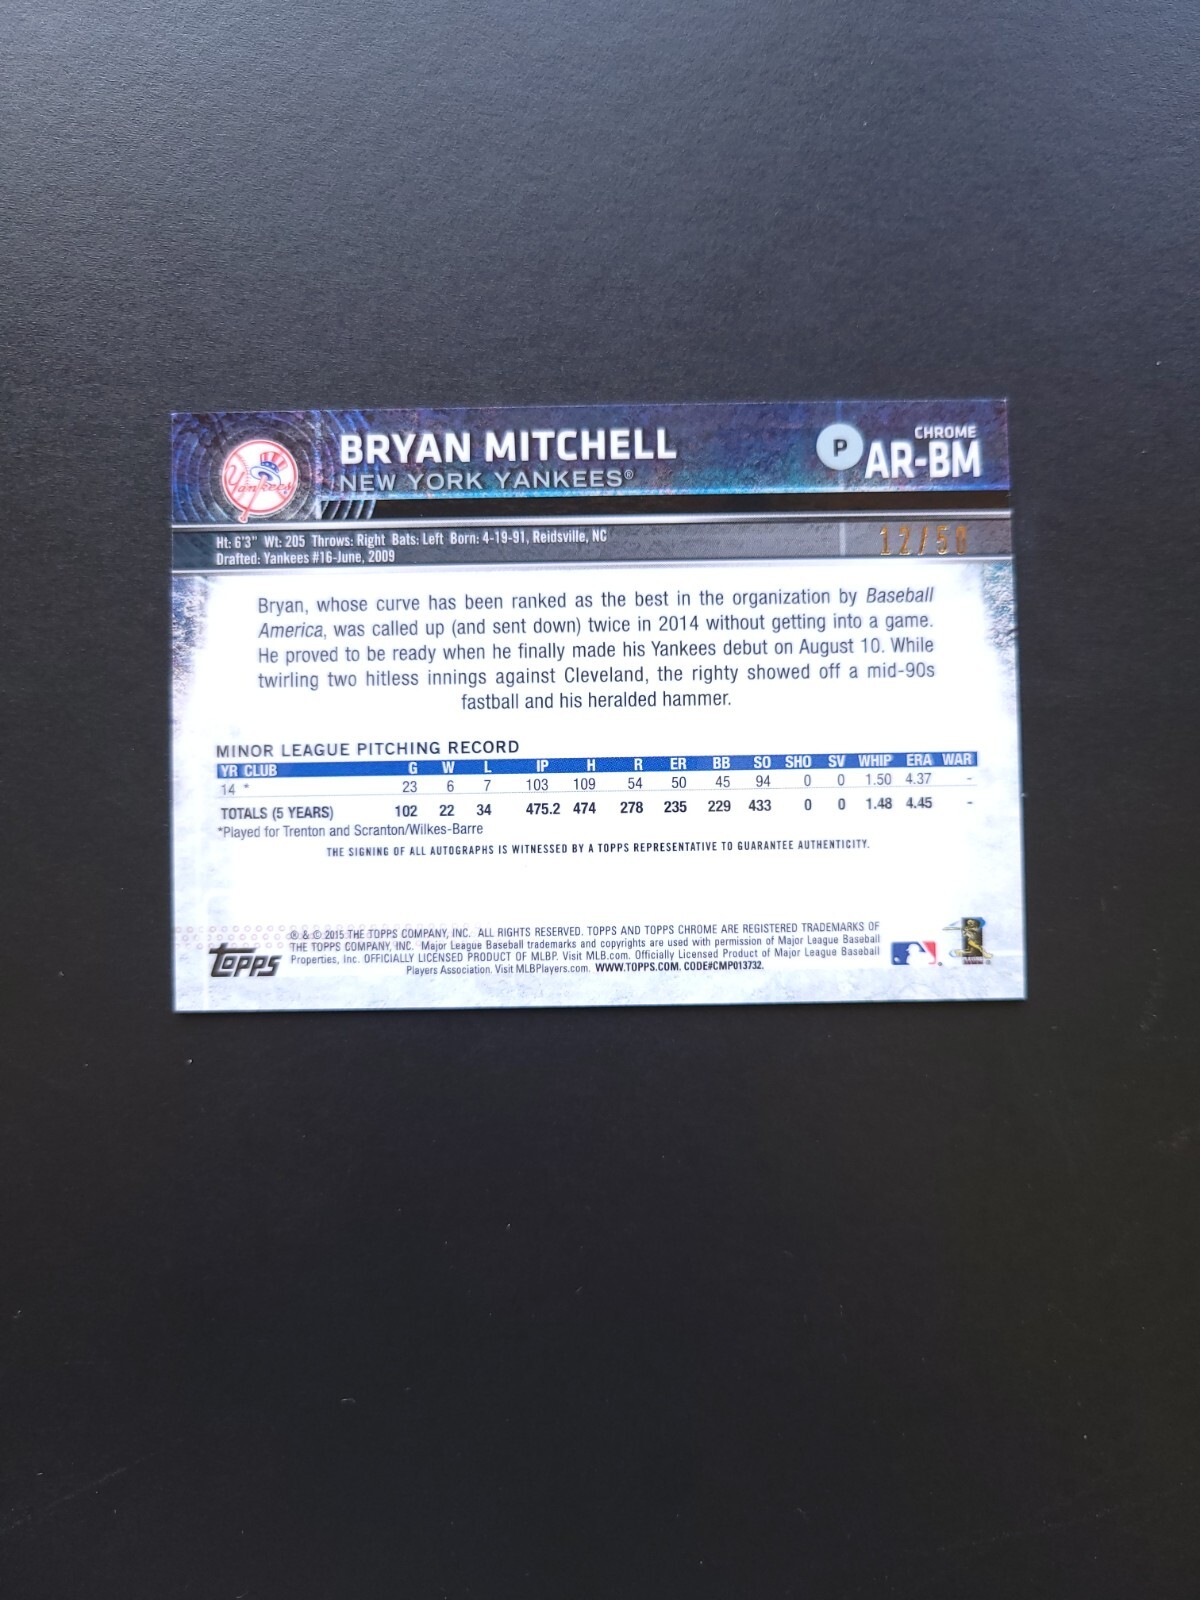 BRYAN MITCHELL
NEW YORK YANKEES®
P
CHROME
AR-BM
Yankees
Ht: 6'3" Wt: 205 Throws: Right Bats: Left Born: 4-19-91, Reidsville, NC
Drafted: Yankees #16-June, 2009
12/50
Bryan, whose curve has been ranked as the best in the organization by Baseball
America, was called up (and sent down) twice in 2014 without getting into a game.
He proved to be ready when he finally made his Yankees debut on August 10. While
twirling two hitless innings against Cleveland, the righty showed off a mid-90s
fastball and his heralded hammer.
MINOR LEAGUE PITCHING RECORD
YR CLUB G W L IP H R ER BB SO SHO SV WHIP ERA WAR
14 * 23 6 7 103 109 54 50 45 94 0 0 1.50 4.37 -
TOTALS (5 YEARS) 102 22 34 475.2 474 278 235 229 433 0 0 1.48 4.45 -
*Played for Trenton and Scranton/Wilkes-Barre
THE SIGNING OF ALL AUTOGRAPHS IS WITNESSED BY A TOPPS REPRESENTATIVE TO GUARANTEE AUTHENTICITY.
topps
® & © 2015 THE TOPPS COMPANY, INC. ALL RIGHTS RESERVED. TOPPS AND TOPPS CHROME ARE REGISTERED TRADEMARKS OF
THE TOPPS COMPANY, INC. Major League Baseball trademarks and copyrights are used with permission of Major League Baseball
Properties, Inc. OFFICIALLY LICENSED PRODUCT OF MLBP. Visit MLB.com. Officially Licensed Product of Major League Baseball
Players Association. Visit MLBPlayers.com. WWW.TOPPS.COM. CODE#CMP013732.